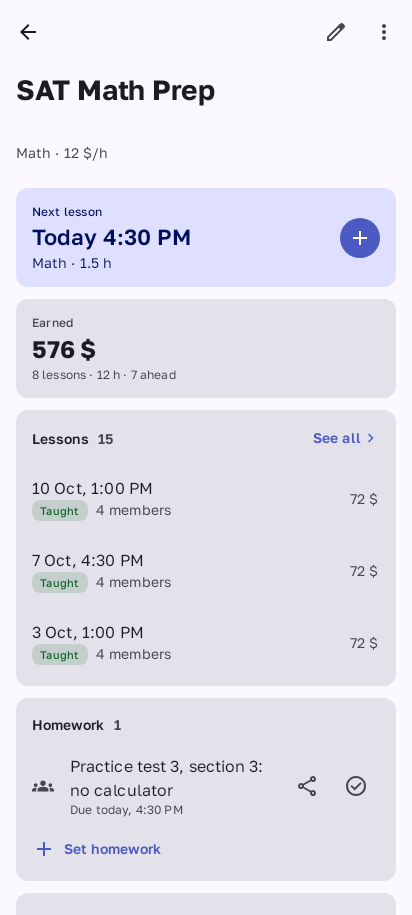 SAT Math Prep
Math · 12 $/h
Next lesson
Today 4:30 PM
Math · 1.5 h
Earned
576 $
8 lessons · 12 h · 7 ahead
Lessons 15
See all
10 Oct, 1:00 PM
Taught 4 members
72 $
7 Oct, 4:30 PM
Taught 4 members
72 $
3 Oct, 1:00 PM
Taught 4 members
72 $
Homework 1
Practice test 3, section 3:
no calculator
Due today, 4:30 PM
Set homework